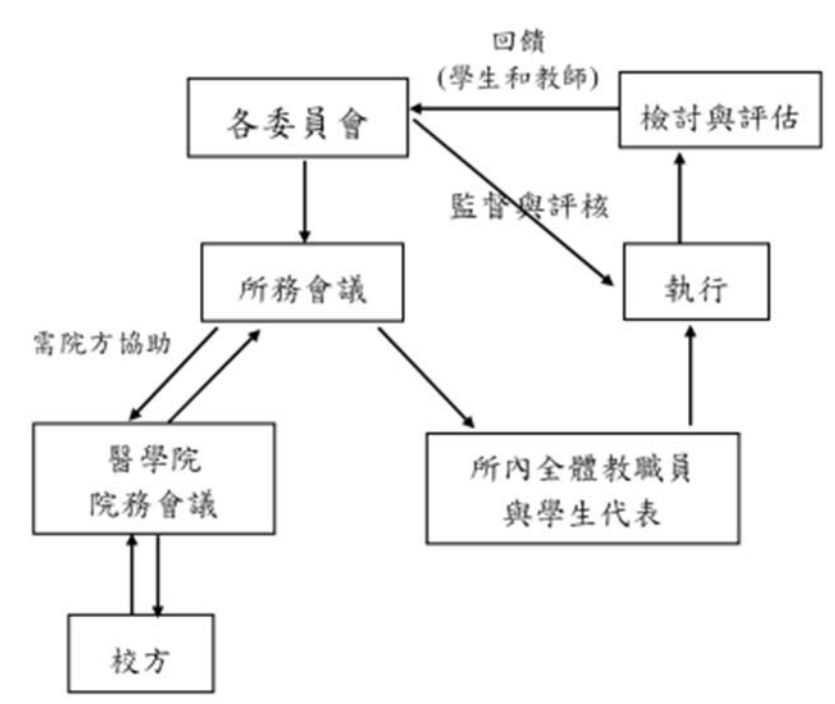 回饋
(學生和教師)
各委員會
檢討與評估
監督與評核
所務會議
執行
需院方協助
醫學院
院務會議
所內全體教職員
與學生代表
校方